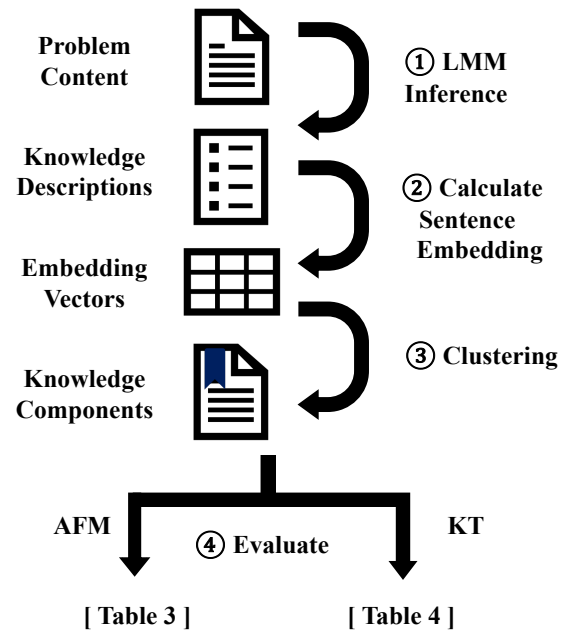 Problem
Content
① LMM
Inference
Knowledge
Descriptions
② Calculate
Sentence
Embedding
Embedding
Vectors
③ Clustering
Knowledge
Components
AFM
④ Evaluate
KT
[ Table 3 ]
[ Table 4 ]